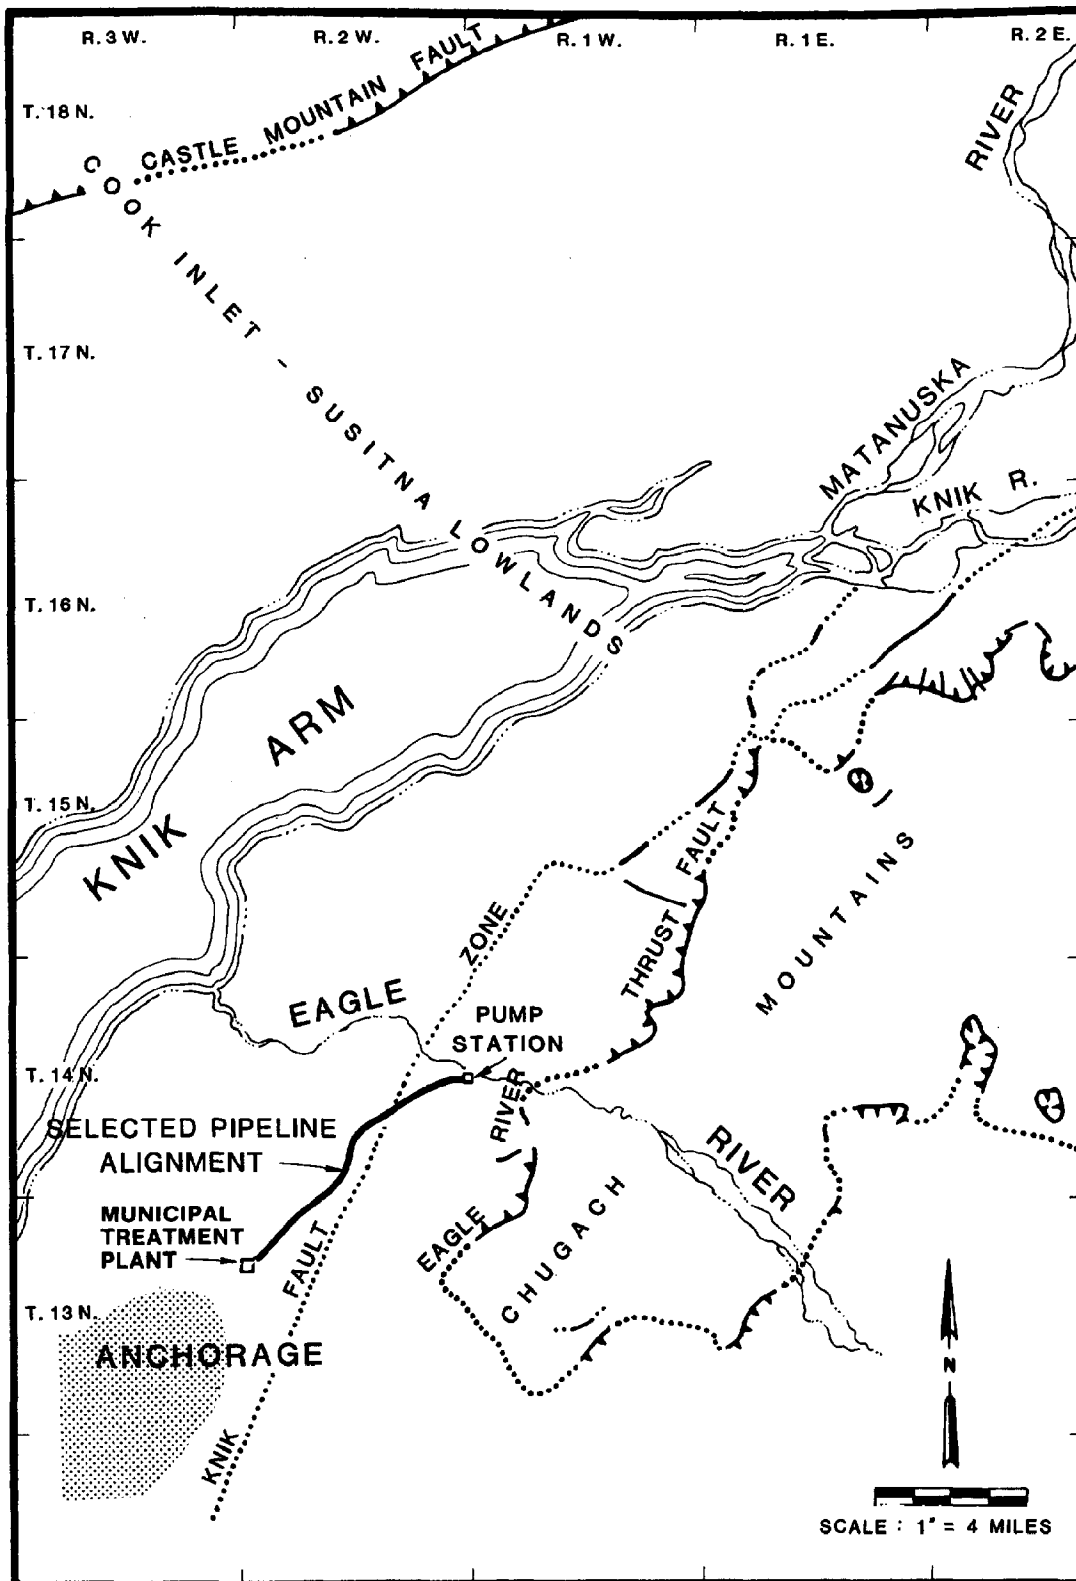 R. 3 W.
R. 2 W.
R. 1 W.
R. 1 E.
R. 2 E.
T. 18 N.
CASTLE MOUNTAIN FAULT
RIVER
COOK INLET - SUSITNA LOWLANDS
T. 17 N.
MATANUSKA
KNIK R.
T. 16 N.
KNIK ARM
T. 15 N.
THRUST FAULT
MOUNTAINS
ZONE
EAGLE
PUMP
STATION
T. 14 N.
RIVER
SELECTED PIPELINE
ALIGNMENT
RIVER
MUNICIPAL
TREATMENT
PLANT
EAGLE
CHUGACH
FAULT
T. 13 N.
ANCHORAGE
KNIK
N
SCALE : 1" = 4 MILES